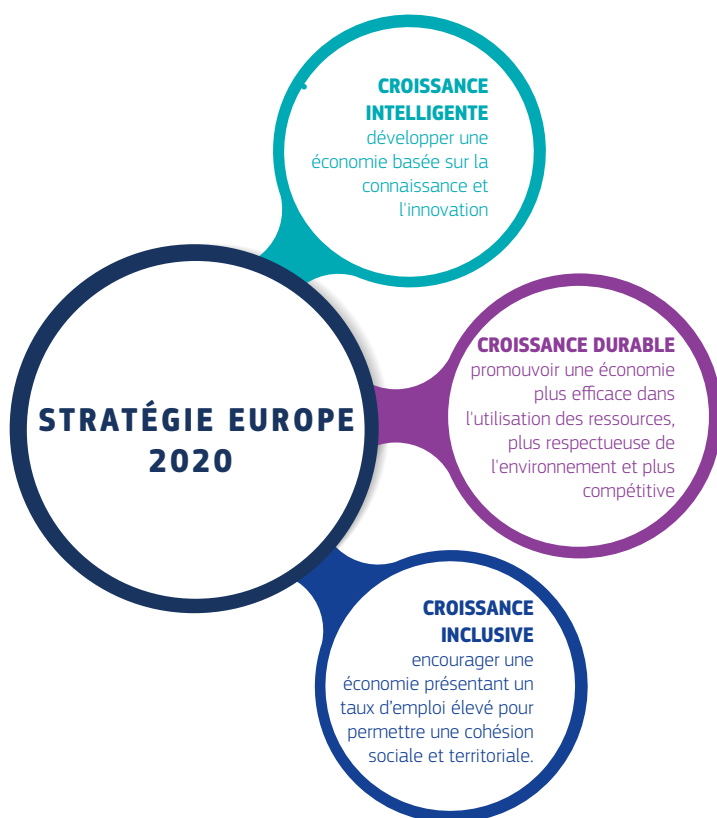 CROISSANCE
INTELLIGENTE
développer une
économie basée sur la
connaissance et
l'innovation
CROISSANCE DURABLE
promouvoir une économie
plus efficace dans
l'utilisation des ressources,
plus respectueuse de
l'environnement et plus
compétitive
STRATÉGIE EUROPE
2020
CROISSANCE
INCLUSIVE
encourager une
économie présentant un
taux d'emploi élevé pour
permettre une cohésion
sociale et territoriale.